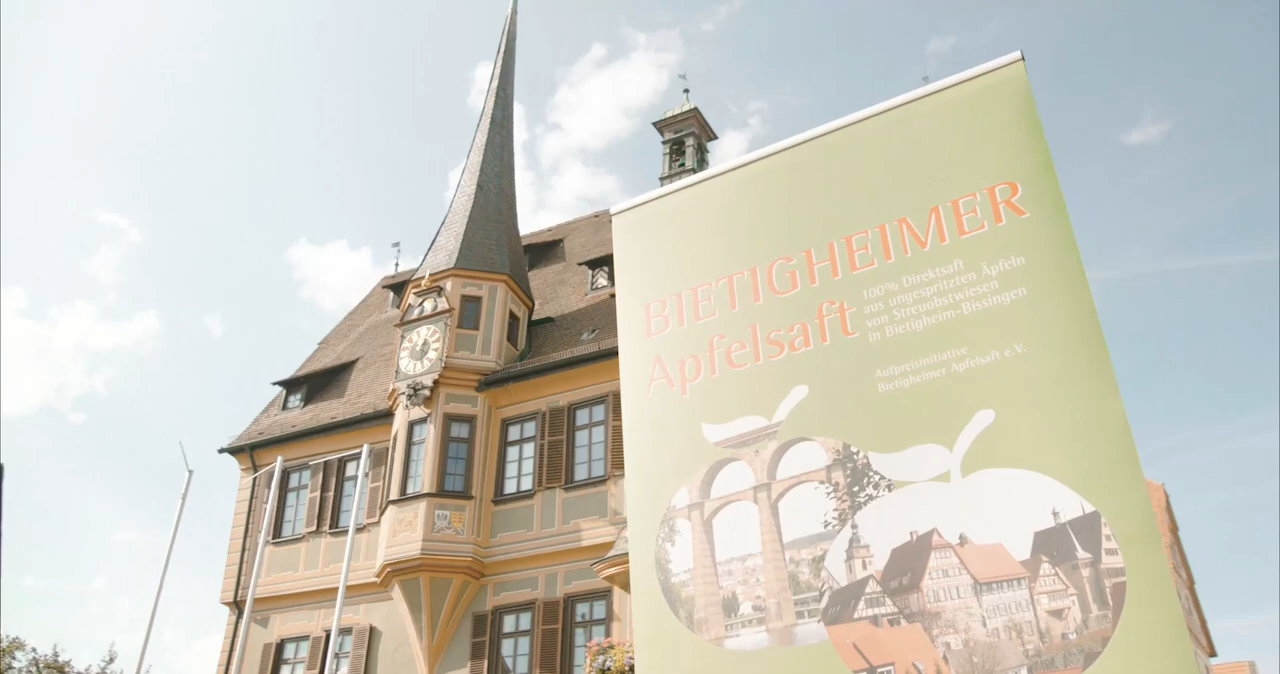 BIETIGHEIMER
Apfelsaft
100% Direktsaft
aus ungespritzten Äpfeln
von Streuobstwiesen
in Bietigheim-Bissingen
Aufpreisinitiative
Bietigheimer Apfelsaft e.V.